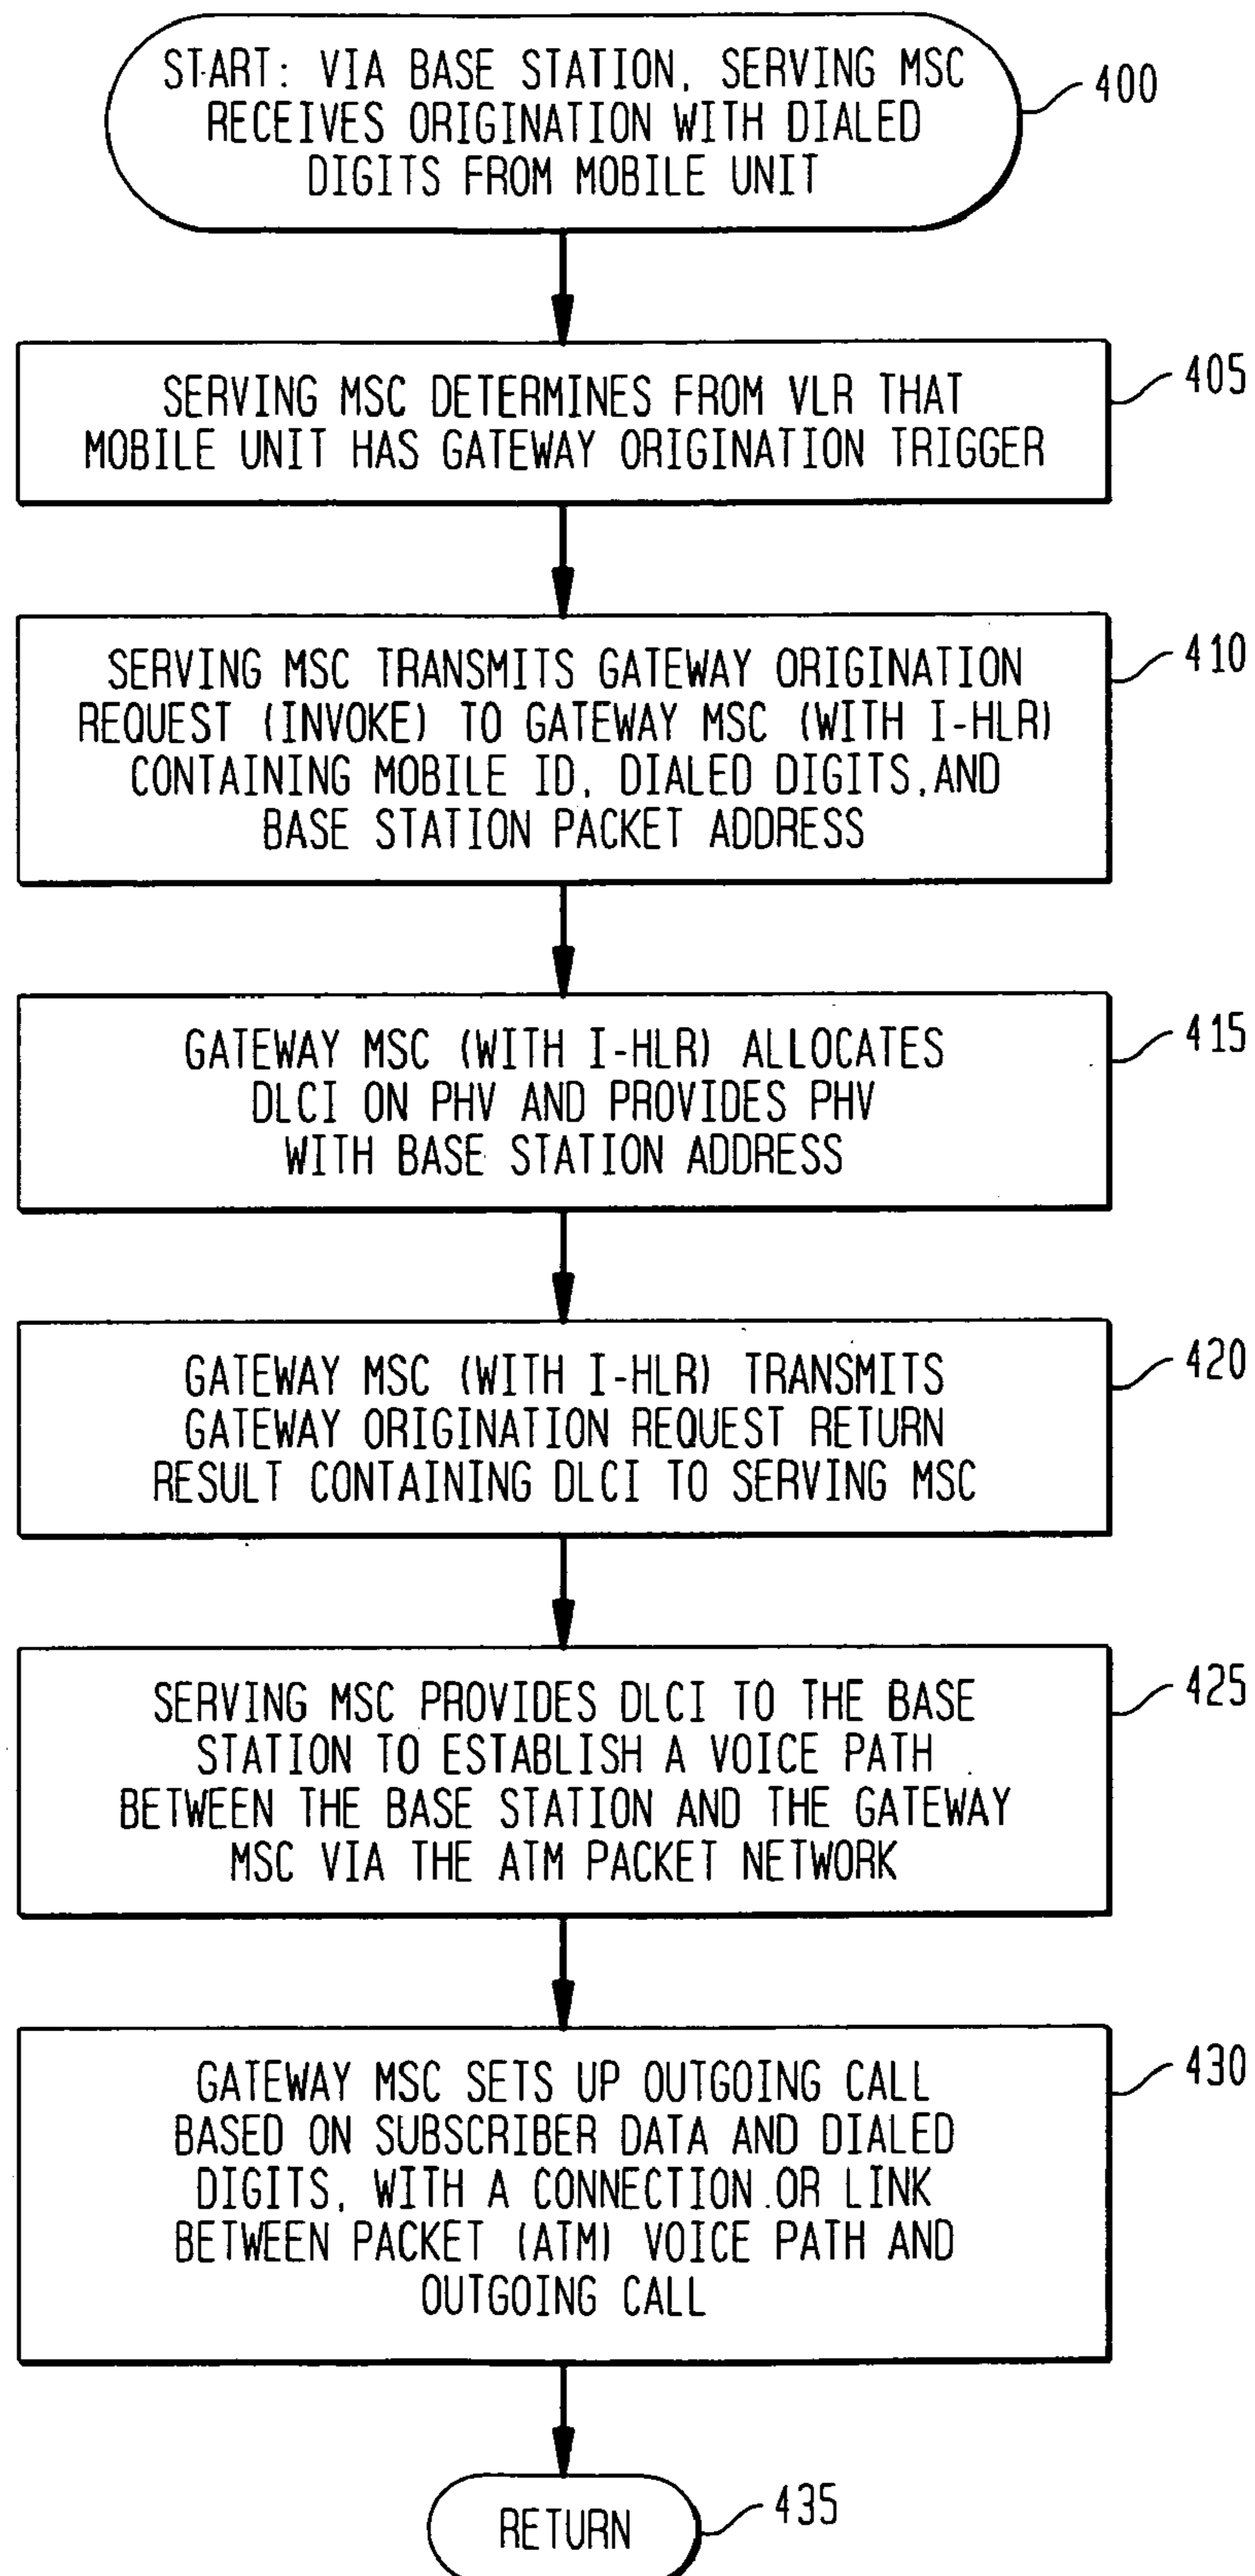 START: VIA BASE STATION, SERVING MSC
RECEIVES ORIGINATION WITH DIALED
DIGITS FROM MOBILE UNIT
400
SERVING MSC DETERMINES FROM VLR THAT
MOBILE UNIT HAS GATEWAY ORIGINATION TRIGGER
405
SERVING MSC TRANSMITS GATEWAY ORIGINATION
REQUEST (INVOKE) TO GATEWAY MSC (WITH I-HLR)
CONTAINING MOBILE ID, DIALED DIGITS, AND
BASE STATION PACKET ADDRESS
410
GATEWAY MSC (WITH I-HLR) ALLOCATES
DLCI ON PHV AND PROVIDES PHV
WITH BASE STATION ADDRESS
415
GATEWAY MSC (WITH I-HLR) TRANSMITS
GATEWAY ORIGINATION REQUEST RETURN
RESULT CONTAINING DLCI TO SERVING MSC
420
SERVING MSC PROVIDES DLCI TO THE BASE
STATION TO ESTABLISH A VOICE PATH
BETWEEN THE BASE STATION AND THE GATEWAY
MSC VIA THE ATM PACKET NETWORK
425
GATEWAY MSC SETS UP OUTGOING CALL
BASED ON SUBSCRIBER DATA AND DIALED
DIGITS, WITH A CONNECTION OR LINK
BETWEEN PACKET (ATM) VOICE PATH AND
OUTGOING CALL
430
RETURN
435